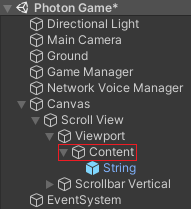 Photon Game*
Directional Light
Main Camera
Ground
Game Manager
Network Voice Manager
Canvas
Scroll View
Viewport
Content
String
Scrollbar Vertical
EventSystem